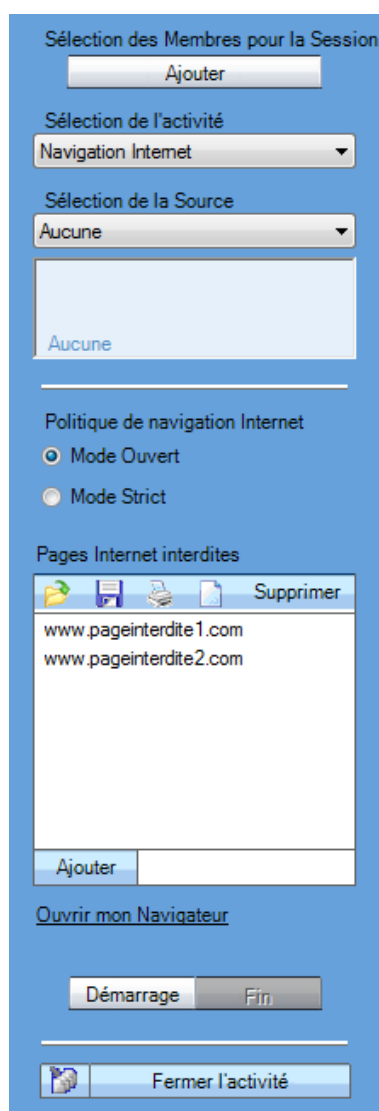 Sélection des Membres pour la Session
Ajouter
Sélection de l'activité
Navigation Internet
Sélection de la Source
Aucune
Aucune
Politique de navigation Internet
Mode Ouvert
Mode Strict
Pages Internet interdites
Supprimer
www.pageinterdite1.com
www.pageinterdite2.com
Ajouter
Ouvrir mon Navigateur
Démarrage Fin
Fermer l'activité